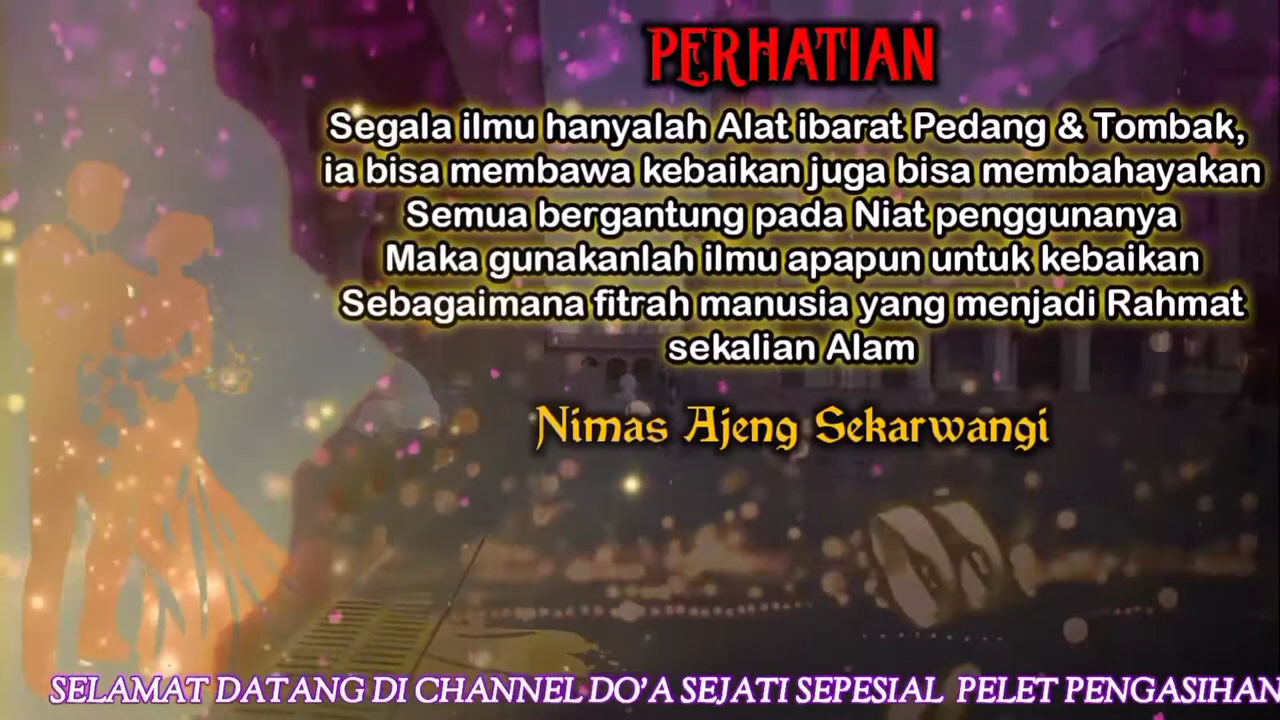 PERHATIAN
Segala ilmu hanyalah Alat ibarat Pedang & Tombak,
ia bisa membawa kebaikan juga bisa membahayakan
Semua bergantung pada Niat penggunanya
Maka gunakanlah ilmu apapun untuk kebaikan
Sebagaimana fitrah manusia yang menjadi Rahmat
sekalian Alam
Nimas Ajeng Sekarwangi
SELAMAT DATANG DI CHANNEL DO'A SEJATI SEPESIAL PELET PENGASIHAN